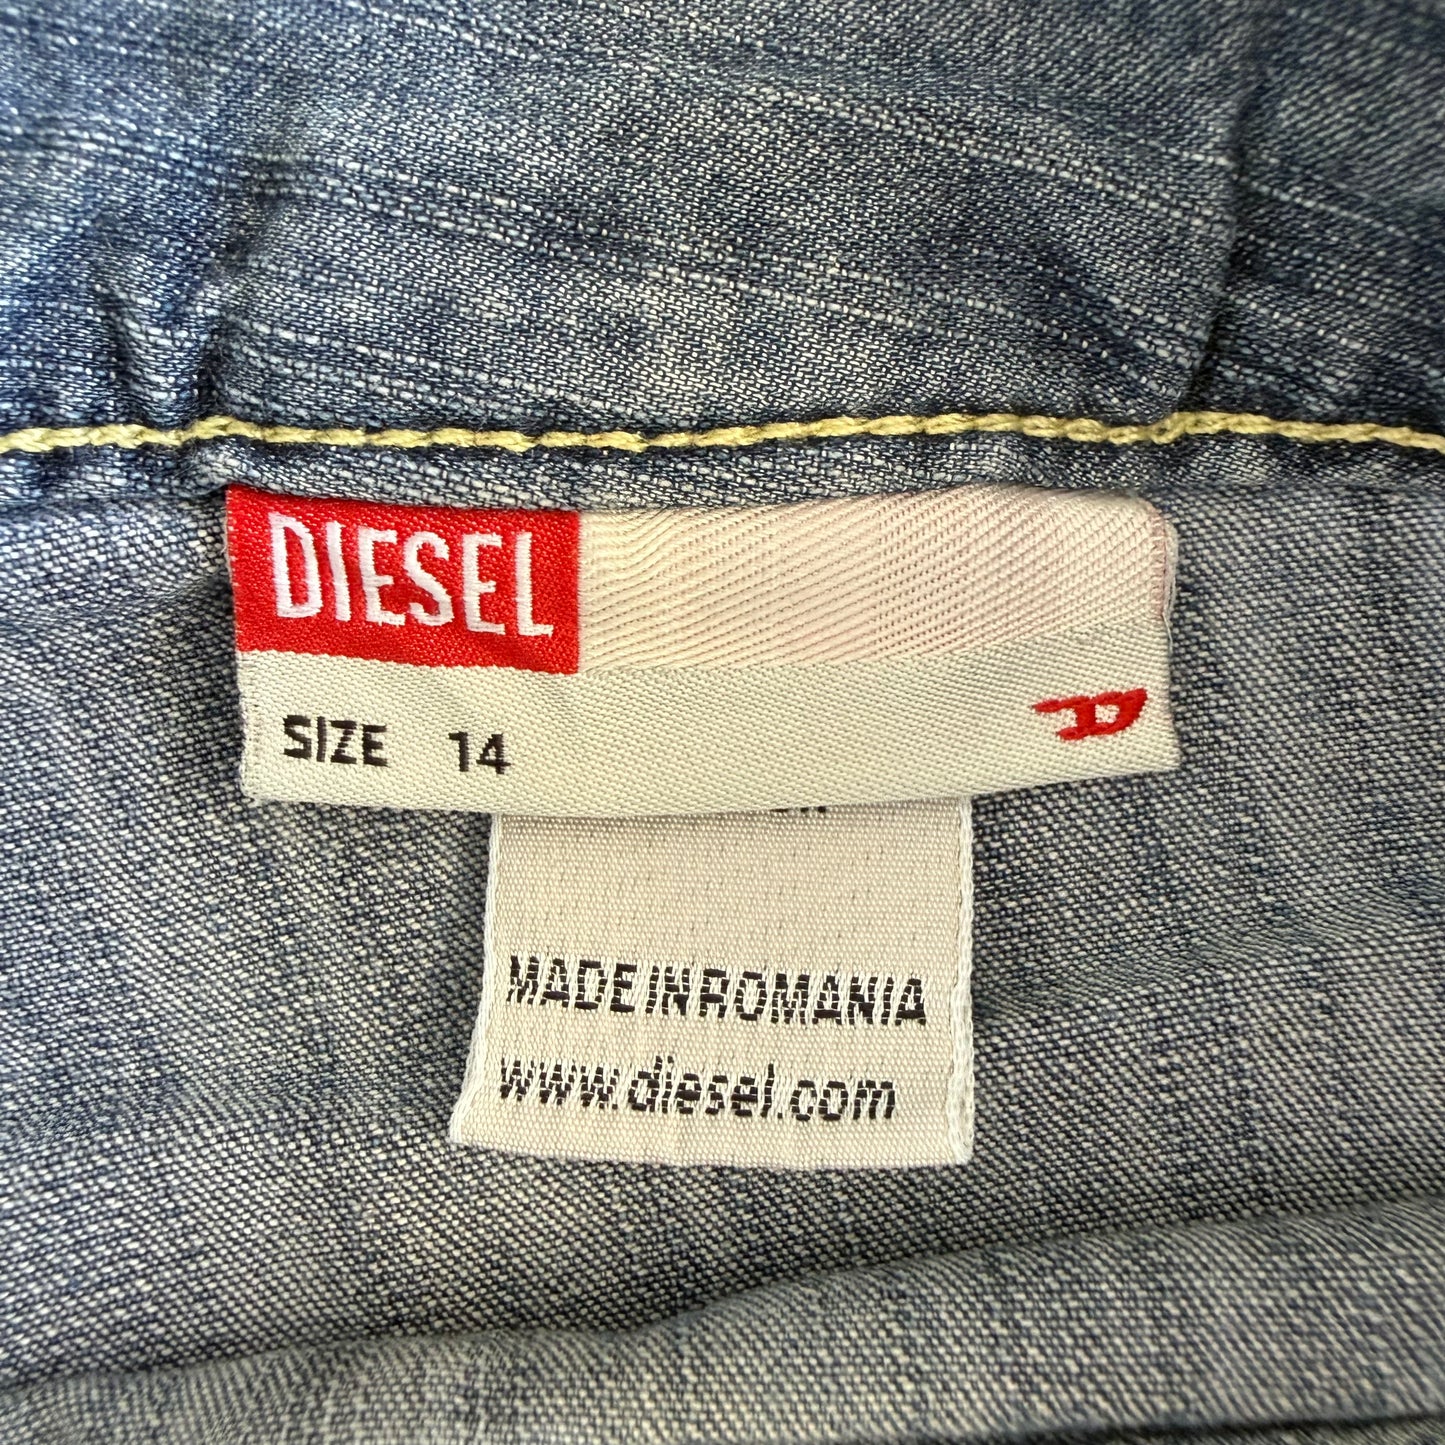 DIESEL
SIZE 14
D
MADE IN ROMANIA
www.diesel.com